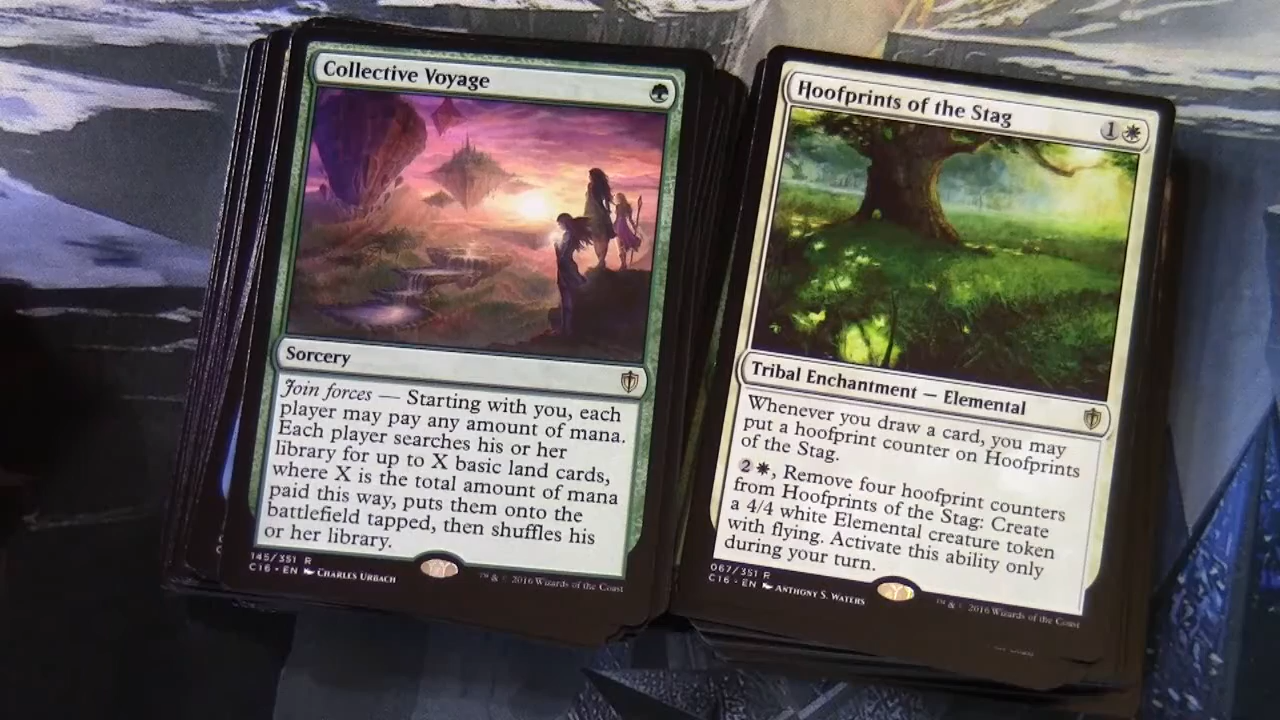 Collective Voyage
Sorcery
Join forces — Starting with you, each
player may pay any amount of mana.
Each player searches his or her
library for up to X basic land cards,
where X is the total amount of mana
paid this way, puts them onto the
battlefield tapped, then shuffles his
or her library.
145/351 R
C16 • EN Charles Urbach
™ & © 2016 Wizards of the Coast
Hoofprints of the Stag
1
Tribal Enchantment — Elemental
Whenever you draw a card, you may
put a hoofprint counter on Hoofprints
of the Stag.
2, Remove four hoofprint counters
from Hoofprints of the Stag: Create
a 4/4 white Elemental creature token
with flying. Activate this ability only
during your turn.
067/351 R
C16 • EN Anthony S. Waters
™ & © 2016 Wizards of the Coast